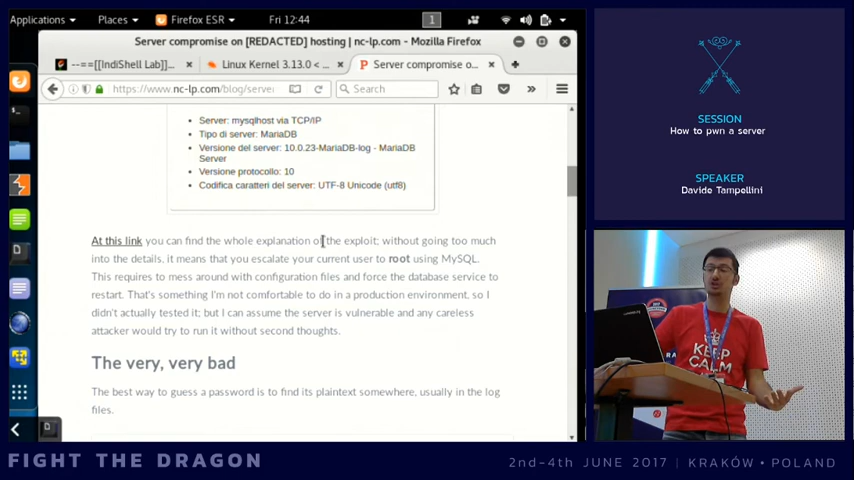 Applications
Places
Firefox ESR
Fri 12:44
1
Server compromise on [REDACTED] hosting | nc-lp.com - Mozilla Firefox
--==[[IndiShell Lab]]...
Linux Kernel 3.13.0 < ...
Server compromise o...
https://www.nc-lp.com/blog/server
Search
Server: mysqlhost via TCP/IP
Tipo di server: MariaDB
Versione del server: 10.0.23-MariaDB-log - MariaDB
Server
Versione protocollo: 10
Codifica caratteri del server: UTF-8 Unicode (utf8)
At this link you can find the whole explanation of the exploit; without going too much
into the details, it means that you escalate your current user to root using MySQL.
This requires to mess around with configuration files and force the database service to
restart. That's something I'm not comfortable to do in a production environment, so I
didn't actually tested it; but I can assume the server is vulnerable and any careless
attacker would try to run it without second thoughts.
The very, very bad
The best way to guess a password is to find its plaintext somewhere, usually in the log
files.
SESSION
How to pwn a server
SPEAKER
Davide Tampellini
KEEP
CALM
FIGHT THE DRAGON
2nd-4th JUNE 2017 | KRAKÓW • POLAND